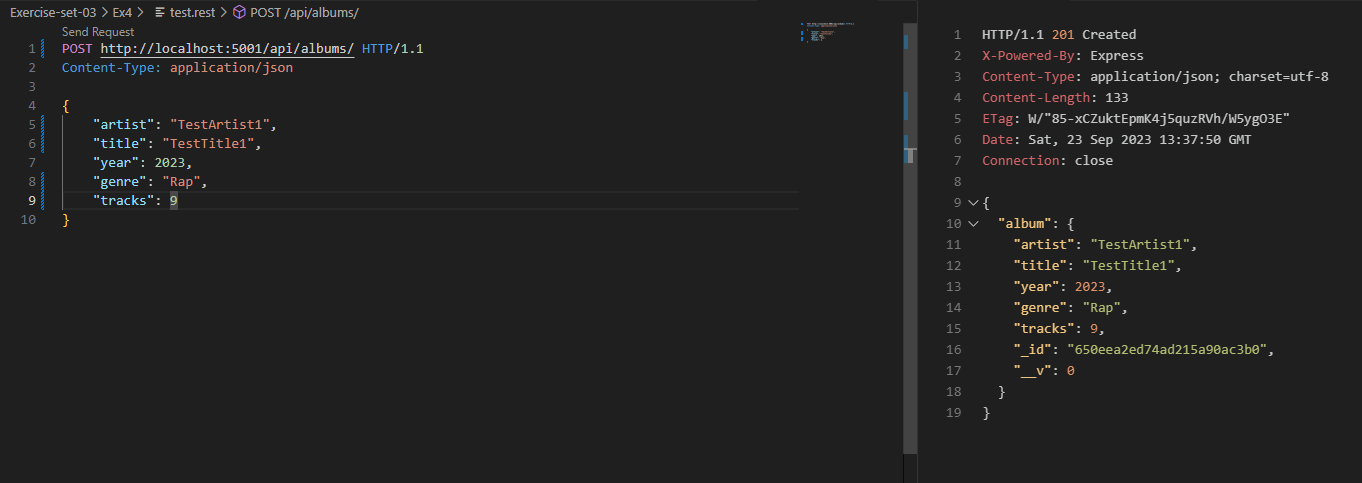 Exercise-set-03 > Ex4 > test.rest > POST /api/albums/
Send Request
1 POST http://localhost:5001/api/albums/ HTTP/1.1
2 Content-Type: application/json
3
4 {
5 "artist": "TestArtist1",
6 "title": "TestTitle1",
7 "year": 2023,
8 "genre": "Rap",
9 "tracks": 9
10 }
1 HTTP/1.1 201 Created
2 X-Powered-By: Express
3 Content-Type: application/json; charset=utf-8
4 Content-Length: 133
5 ETag: W/"85-xCZuktEpmK4j5quzRVh/W5ygO3E"
6 Date: Sat, 23 Sep 2023 13:37:50 GMT
7 Connection: close
8
9 {
10 "album": {
11 "artist": "TestArtist1",
12 "title": "TestTitle1",
13 "year": 2023,
14 "genre": "Rap",
15 "tracks": 9,
16 "_id": "650eea2ed74ad215a90ac3b0",
17 "__v": 0
18 }
19 }